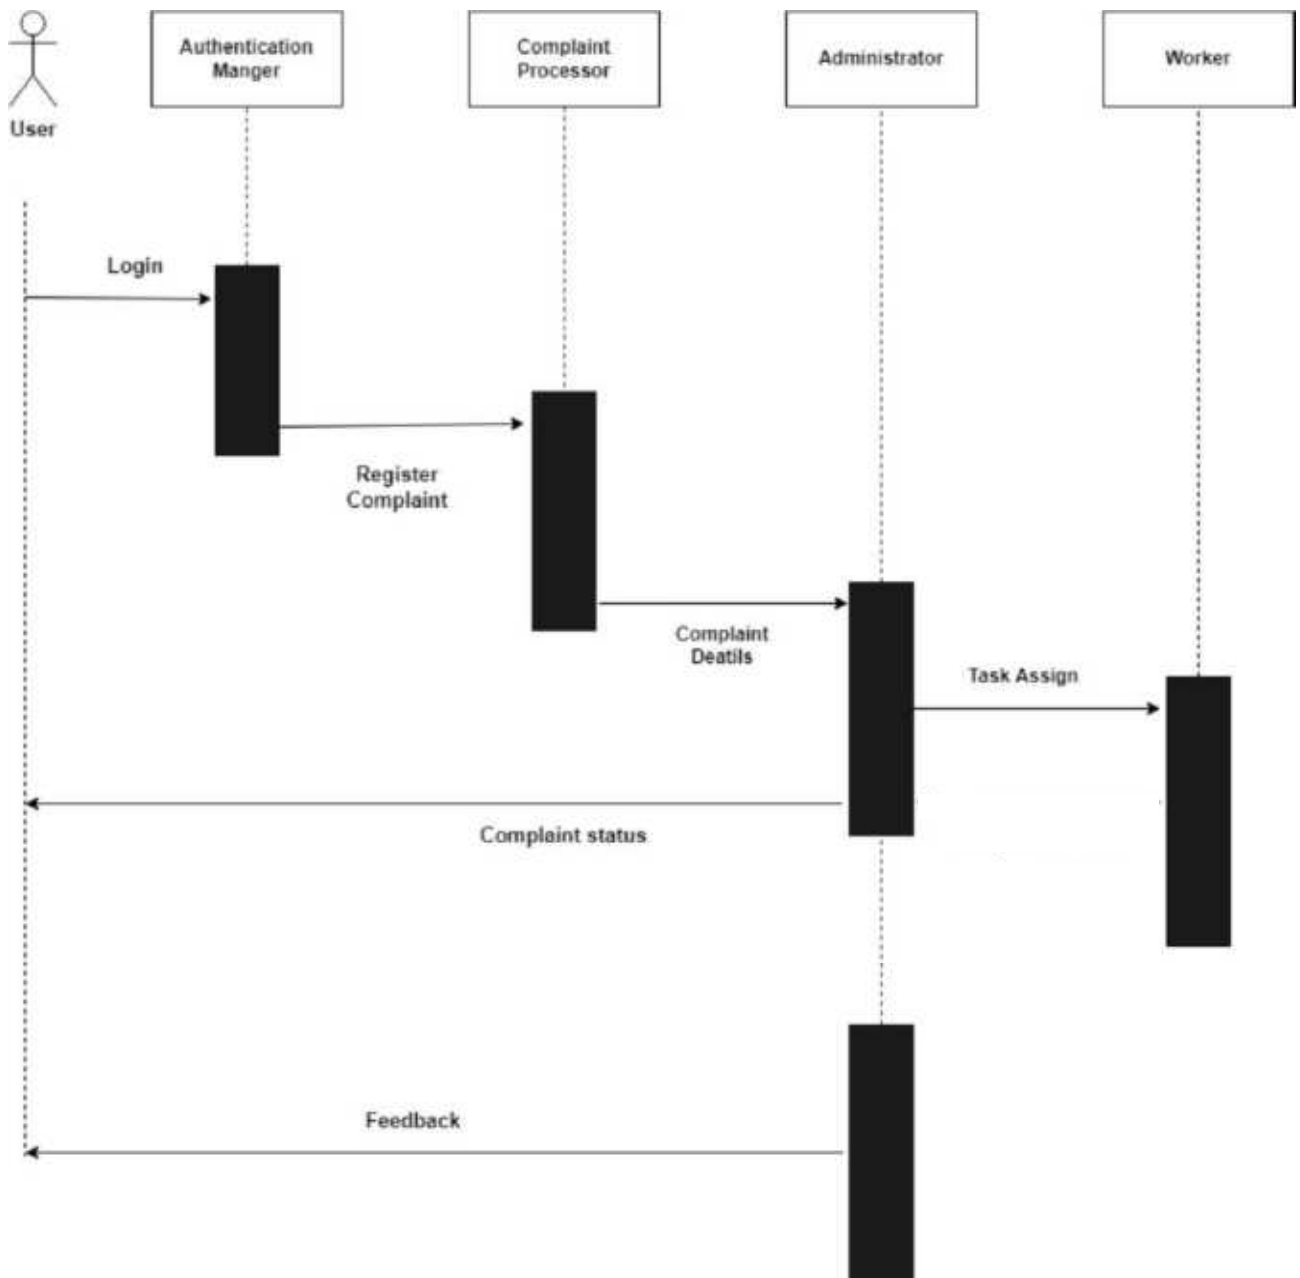 Authentication
Manger
Complaint
Processor
Administrator
Worker
User
Login
Register
Complaint
Complaint
Deatils
Task Assign
Complaint status
Feedback